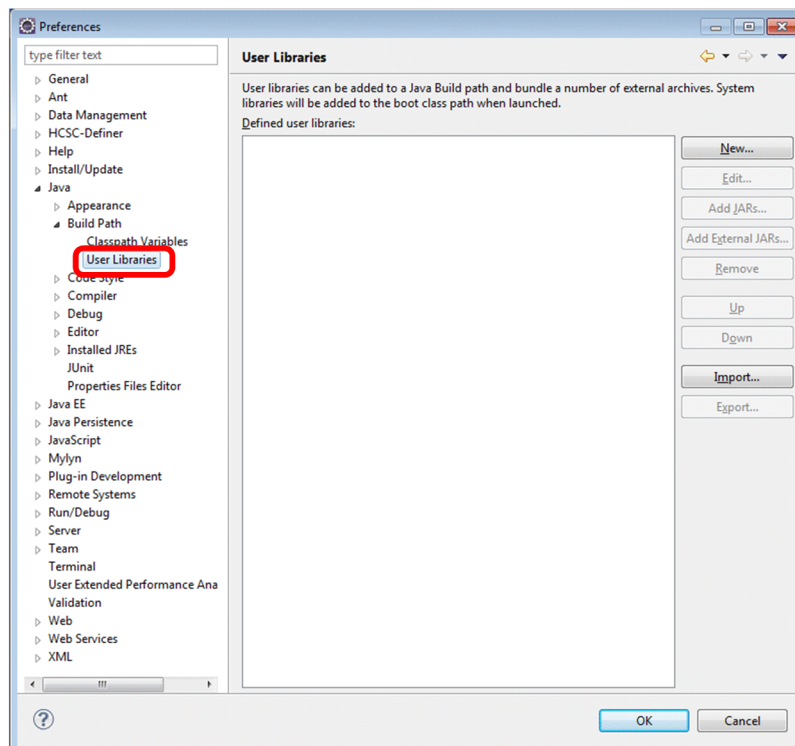 Preferences
type filter text
General
Ant
Data Management
HCSC-Definer
Help
Install/Update
Java
Appearance
Build Path
Classpath Variables
User Libraries
Code Style
Compiler
Debug
Editor
Installed JREs
JUnit
Properties Files Editor
Java EE
Java Persistence
JavaScript
Mylyn
Plug-in Development
Remote Systems
Run/Debug
Server
Team
Terminal
User Extended Performance Ana
Validation
Web
Web Services
XML
User Libraries
User libraries can be added to a Java Build path and bundle a number of external archives. System
libraries will be added to the boot class path when launched.
Defined user libraries:
New...
Edit...
Add JARs...
Add External JARs...
Remove
Up
Down
Import...
Export...
?
OK
Cancel